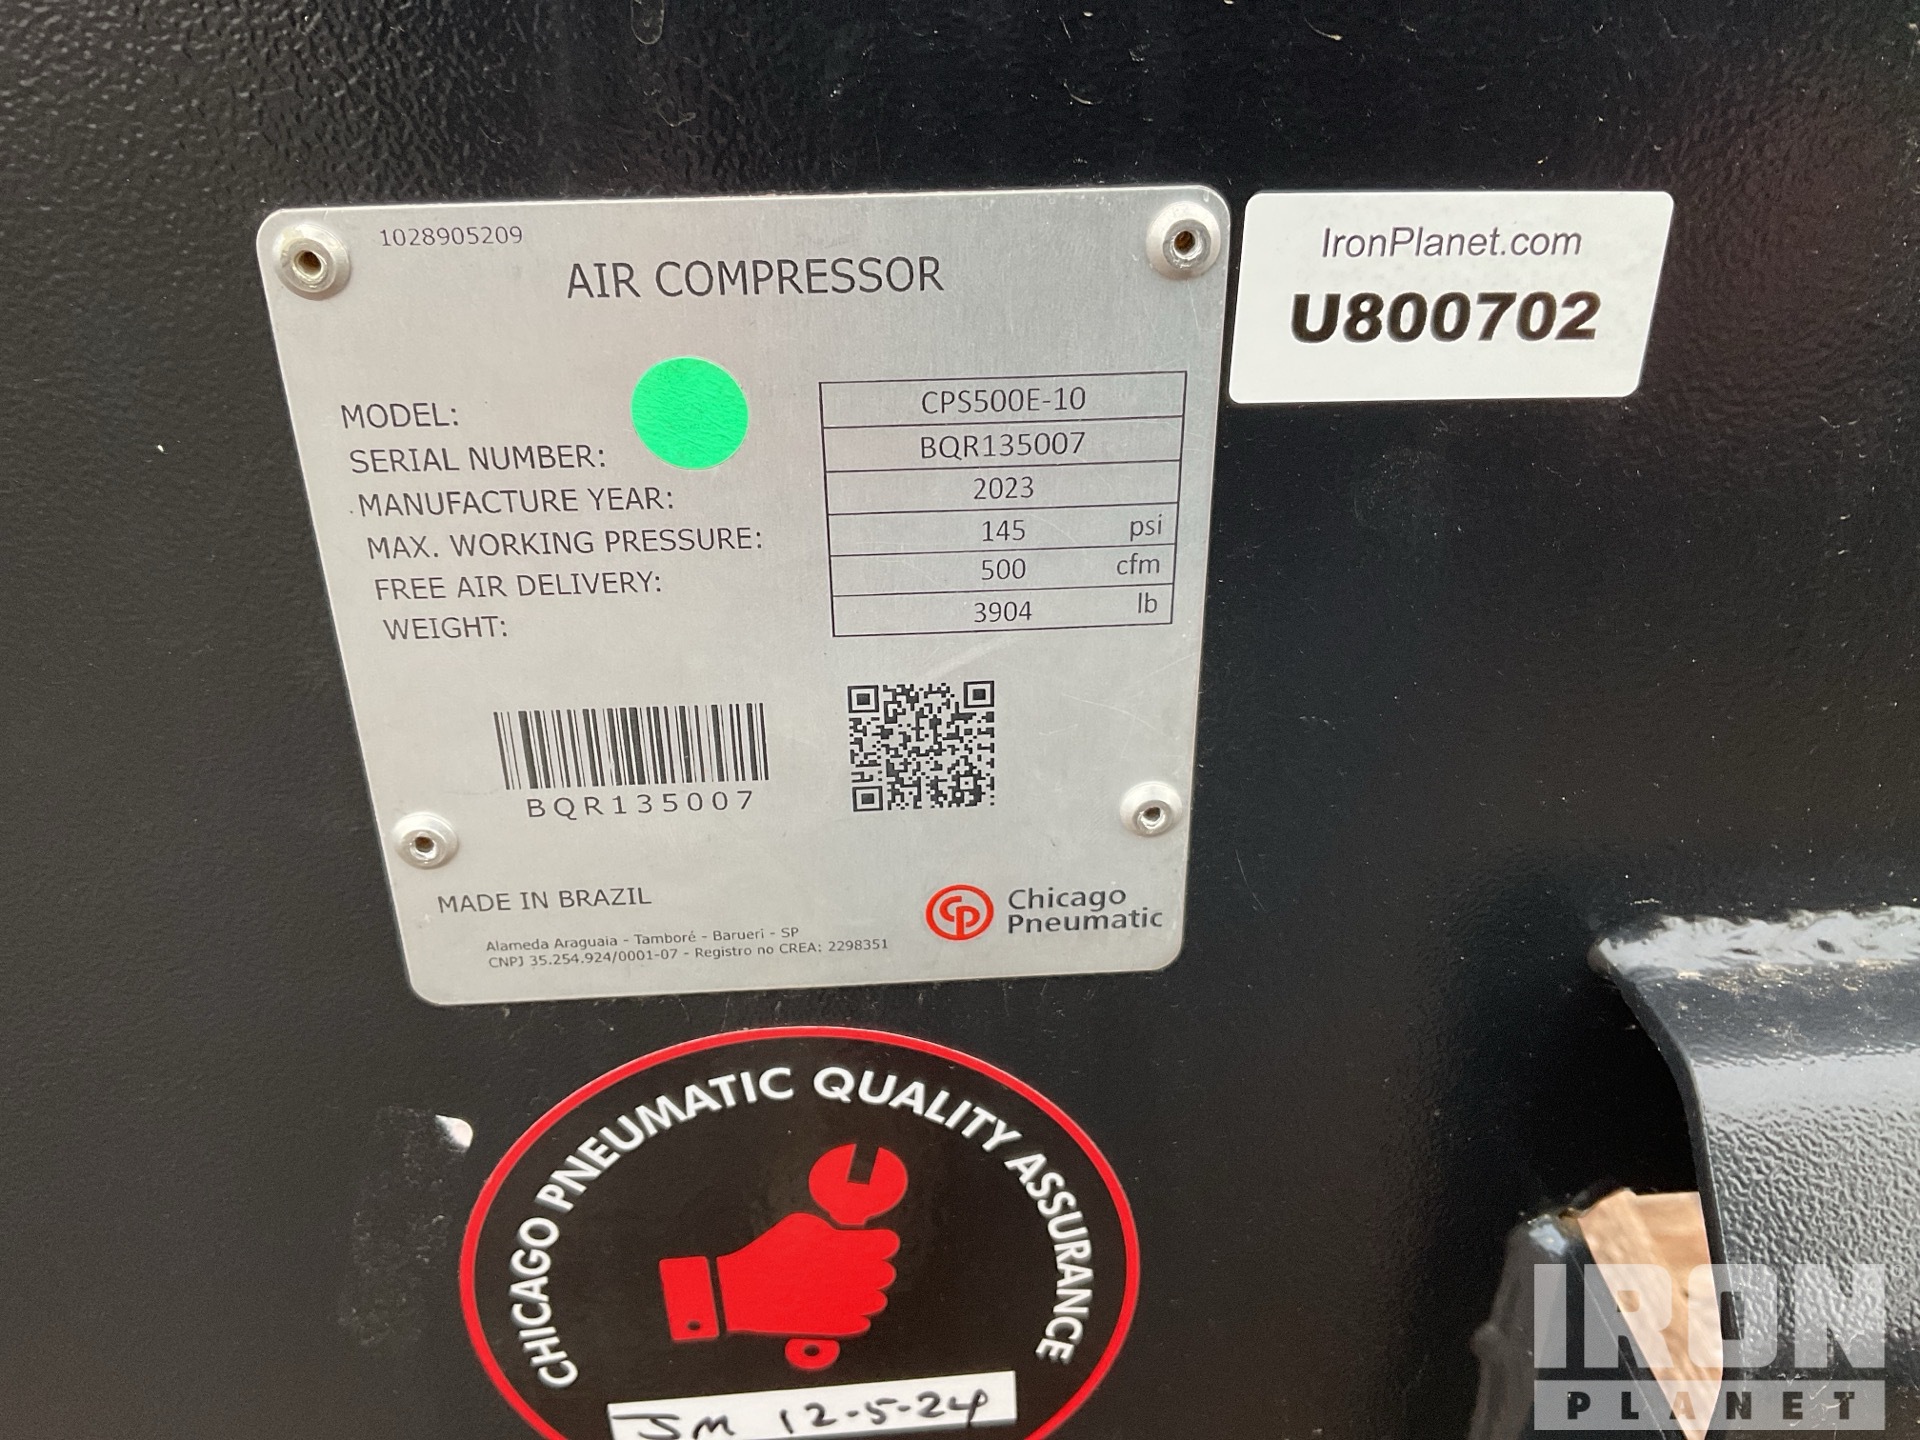 1028905209
AIR COMPRESSOR
MODEL: CPS500E-10
SERIAL NUMBER: BQR135007
MANUFACTURE YEAR: 2023
MAX. WORKING PRESSURE: 145 psi
FREE AIR DELIVERY: 500 cfm
WEIGHT: 3904 lb
BQR135007
MADE IN BRAZIL
Alameda Araguaia - Tamboré - Barueri - SP
CNPJ 35.254.924/0001-07 - Registro no CREA: 2298351
CP Chicago
Pneumatic
IronPlanet.com
U800702
CHICAGO PNEUMATIC QUALITY ASSURANCE
JM 12-5-24
IRON
PLANET